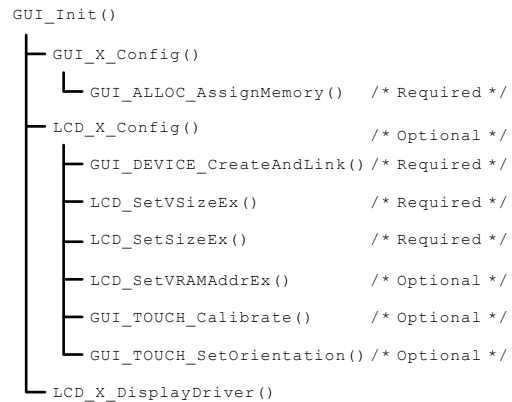 GUI_Init()
GUI_X_Config()
GUI_ALLOC_AssignMemory() /* Required */
LCD_X_Config() /* Optional */
GUI_DEVICE_CreateAndLink() /* Required */
LCD_SetVSizeEx() /* Required */
LCD_SetSizeEx() /* Required */
LCD_SetVRAMAddrEx() /* Optional */
GUI_TOUCH_Calibrate() /* Optional */
GUI_TOUCH_SetOrientation() /* Optional */
LCD_X_DisplayDriver()